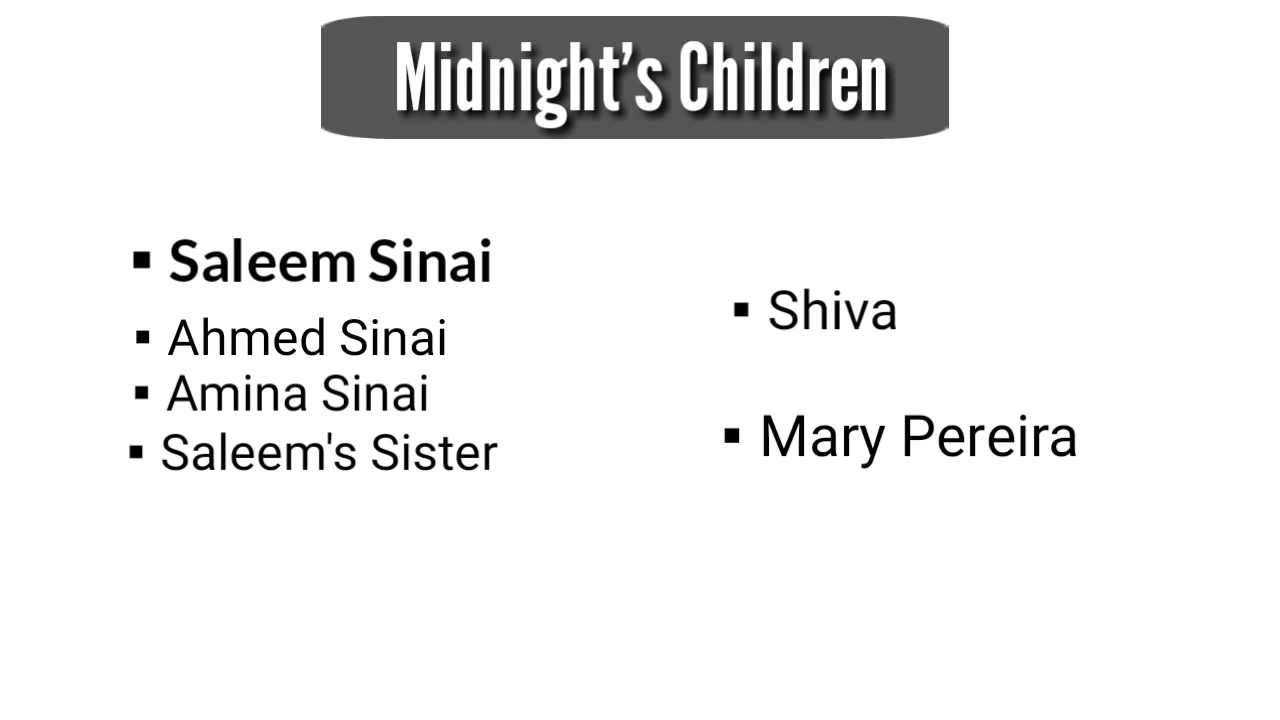 Midnight’s Children
▪ Saleem Sinai
▪ Ahmed Sinai
▪ Amina Sinai
▪ Saleem's Sister
▪ Shiva
▪ Mary Pereira